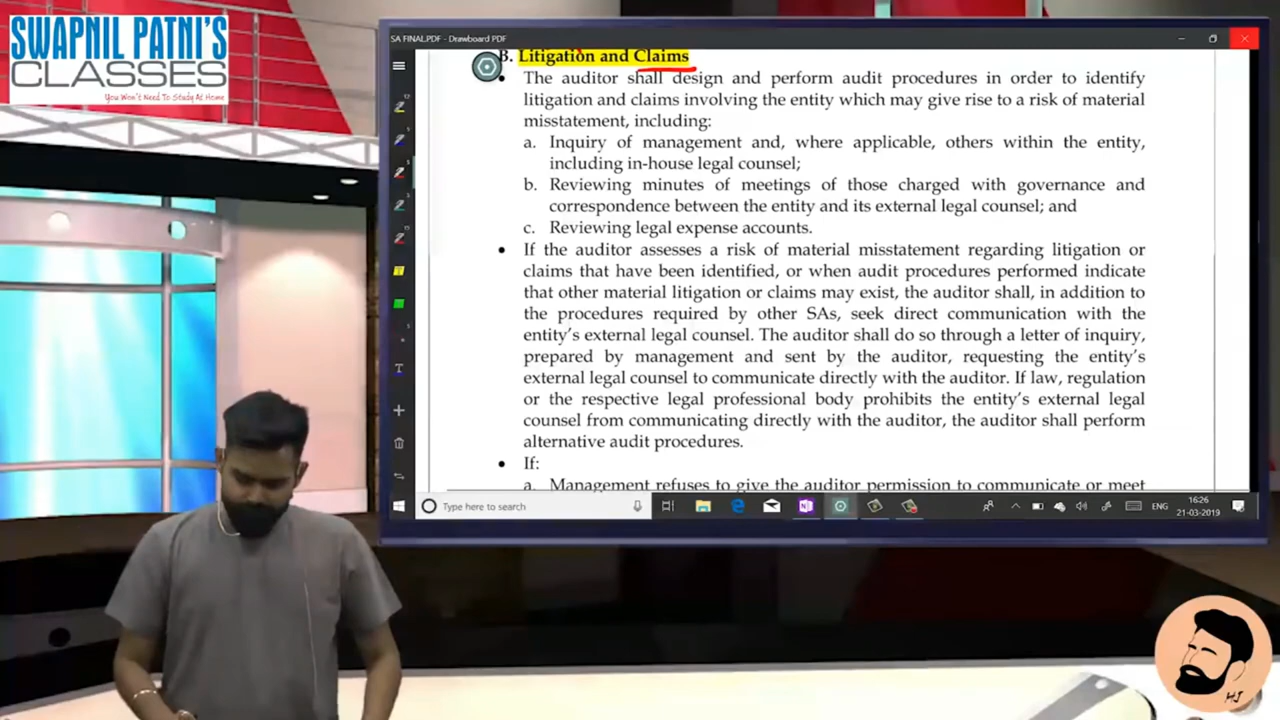 SWAPNIL PATNI'S
CLASSES
You Won't Need To Study At Home
SA FINAL.PDF - Drawboard PDF
B. Litigation and Claims
• The auditor shall design and perform audit procedures in order to identify
litigation and claims involving the entity which may give rise to a risk of material
misstatement, including:
a. Inquiry of management and, where applicable, others within the entity,
including in-house legal counsel;
b. Reviewing minutes of meetings of those charged with governance and
correspondence between the entity and its external legal counsel; and
c. Reviewing legal expense accounts.
• If the auditor assesses a risk of material misstatement regarding litigation or
claims that have been identified, or when audit procedures performed indicate
that other material litigation or claims may exist, the auditor shall, in addition to
the procedures required by other SAs, seek direct communication with the
entity's external legal counsel. The auditor shall do so through a letter of inquiry,
prepared by management and sent by the auditor, requesting the entity's
external legal counsel to communicate directly with the auditor. If law, regulation
or the respective legal professional body prohibits the entity's external legal
counsel from communicating directly with the auditor, the auditor shall perform
alternative audit procedures.
• If:
a. Management refuses to give the auditor permission to communicate or meet
Type here to search
ENG
16:26
21-03-2019
HJ